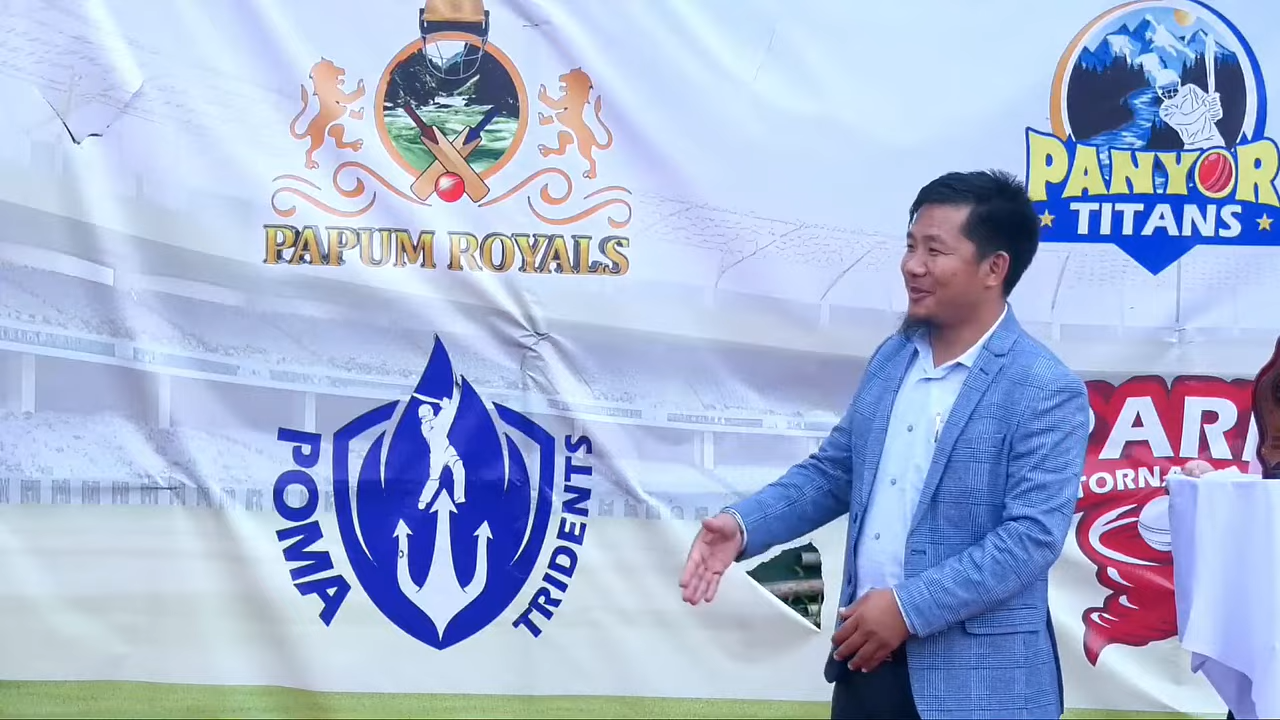 PAPUM ROYALS
PANYOR
TITANS
POMA
TRIDENTS